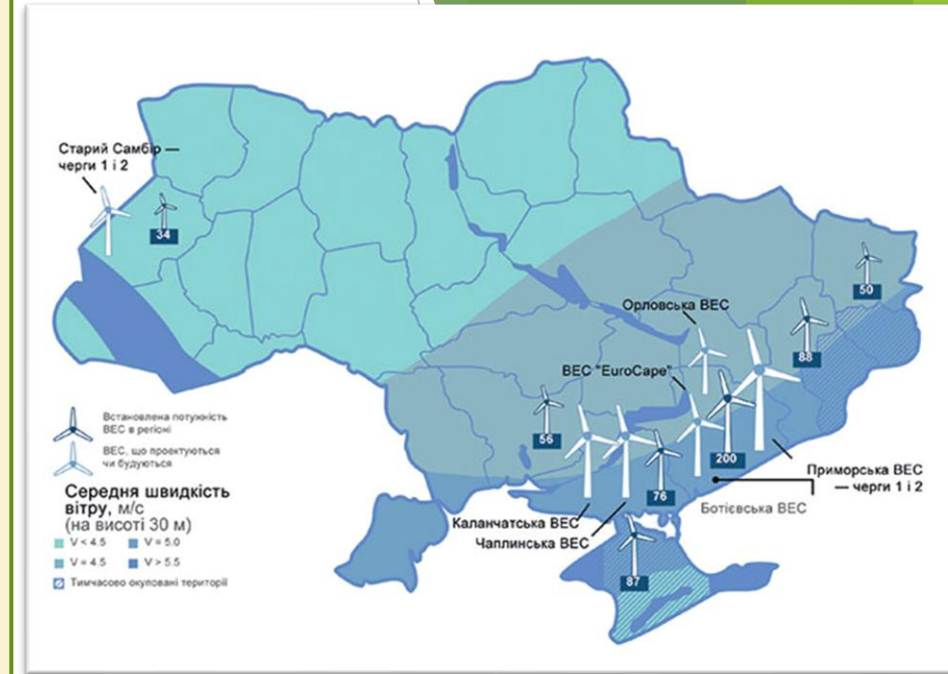 Старий Самбір —
черги 1 і 2
34
50
Орловська ВЕС
88
ВЕС "EuroCape"
56
200
76
Приморська ВЕС
— черги 1 і 2
Ботієвська ВЕС
Каланчатська ВЕС
Чаплинська ВЕС
87
Встановлена потужність
ВЕС в регіоні
ВЕС, що проектуються
чи будуються
Середня швидкість
вітру, м/с
(на висоті 30 м)
V < 4.5 V = 5.0
V = 4.5 V > 5.5
Тимчасово окуповані території